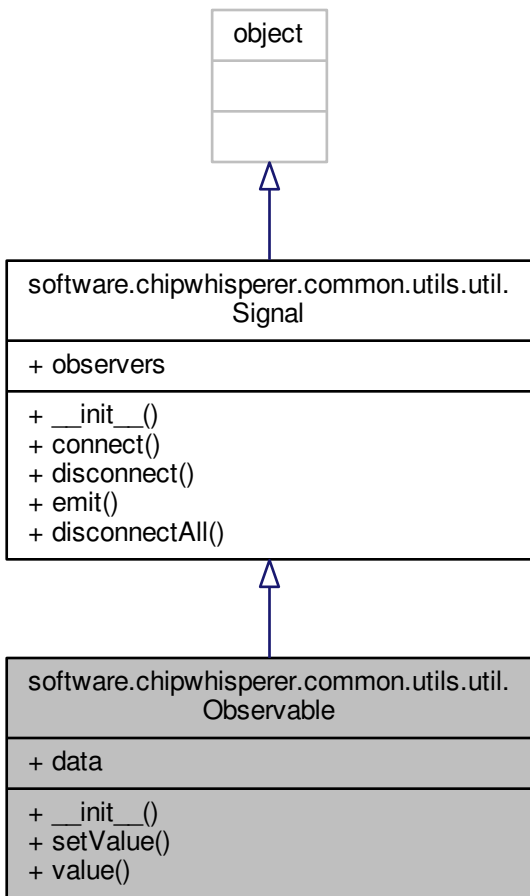 object
software.chipwhisperer.common.utils.util.
Signal
+ observers
+ __init__()
+ connect()
+ disconnect()
+ emit()
+ disconnectAll()
software.chipwhisperer.common.utils.util.
Observable
+ data
+ __init__()
+ setValue()
+ value()